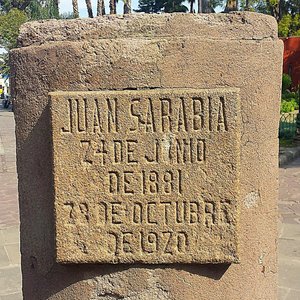 JUAN SARABIA
24 DE JUNIO
DE 1881
28 DE OCTUBRE
DE 1920